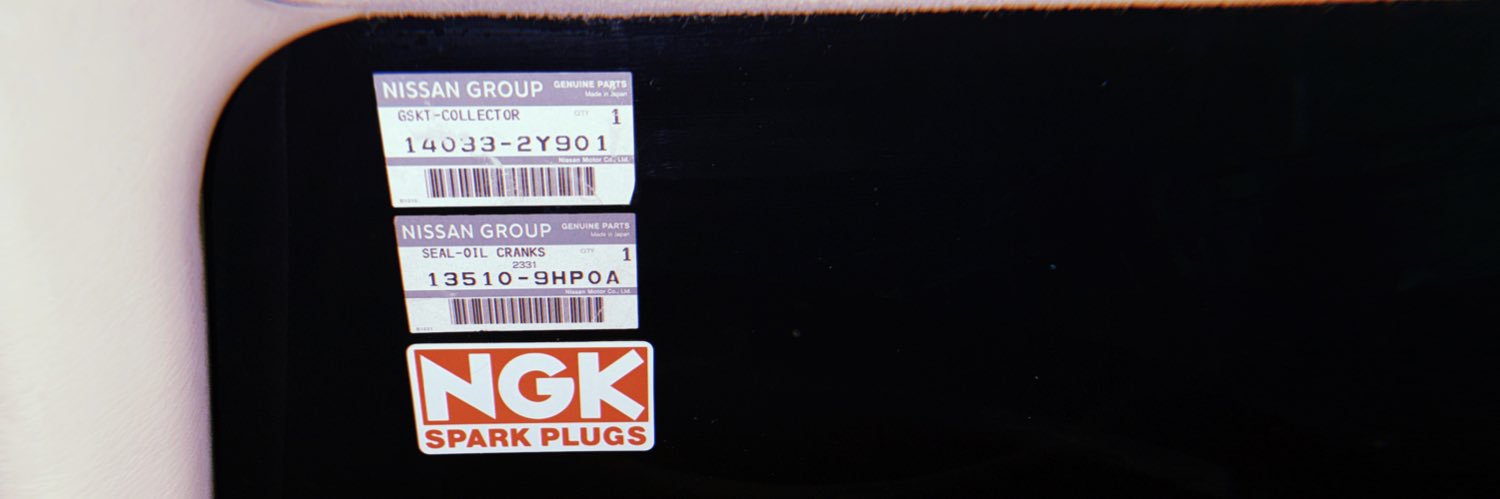 NISSAN GROUP GENUINE PARTS
Made in Japan
GSKT-COLLECTOR QTY 1
14033-2Y901
Nissan Motor Co., Ltd.
NISSAN GROUP GENUINE PARTS
Made in Japan
SEAL-OIL CRANKS QTY 1
2331
13510-9HP0A
Nissan Motor Co., Ltd.
NGK
SPARK PLUGS